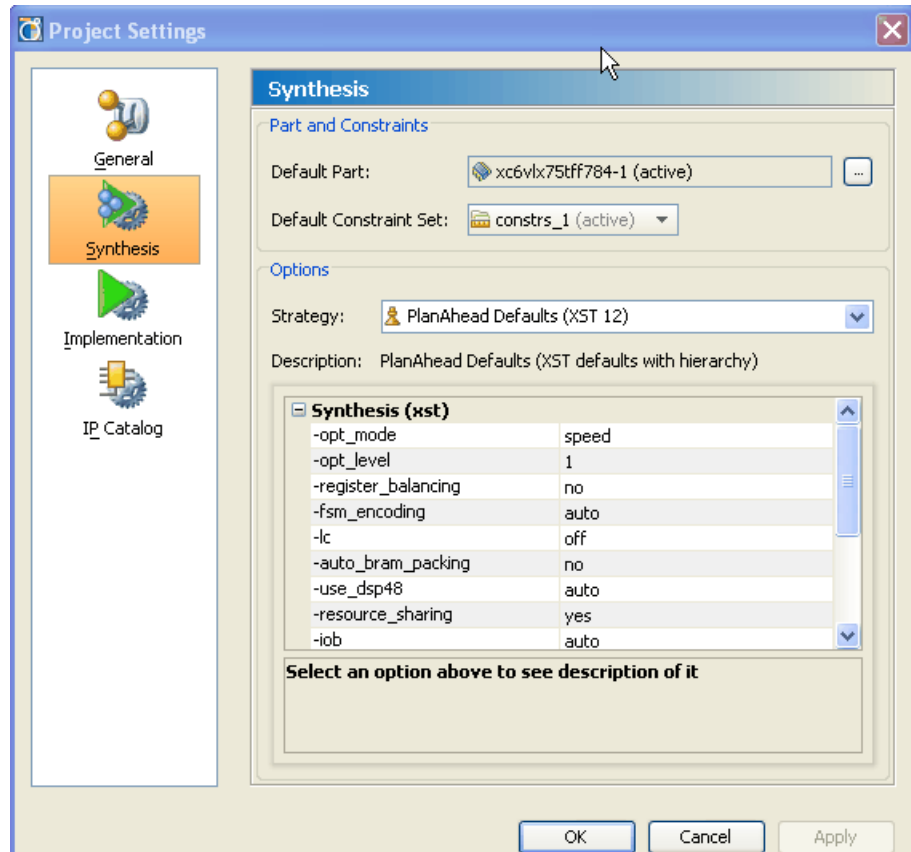 Project Settings
General
Synthesis
Implementation
IP Catalog
Synthesis
Part and Constraints
Default Part: xc6vlx75tff784-1 (active) ...
Default Constraint Set: constrs_1 (active)
Options
Strategy: PlanAhead Defaults (XST 12)
Description: PlanAhead Defaults (XST defaults with hierarchy)
Synthesis (xst)
-opt_mode speed
-opt_level 1
-register_balancing no
-fsm_encoding auto
-lc off
-auto_bram_packing no
-use_dsp48 auto
-resource_sharing yes
-iob auto
Select an option above to see description of it
OK Cancel Apply